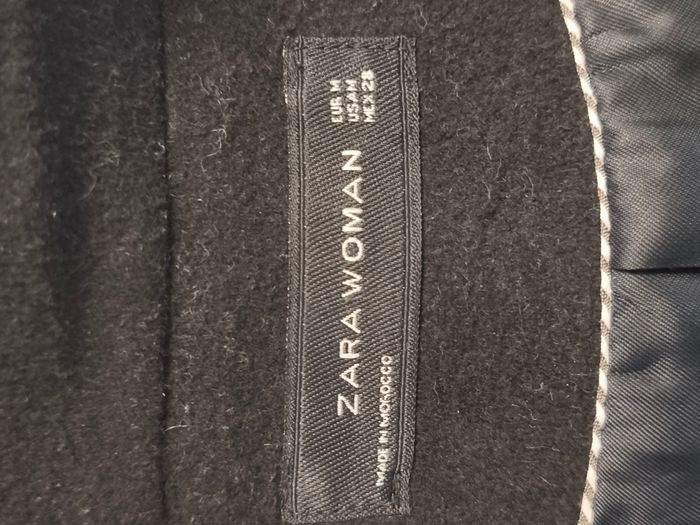 ZARA WOMAN
MADE IN MOROCCO
EUR M
USA M
MEX 28